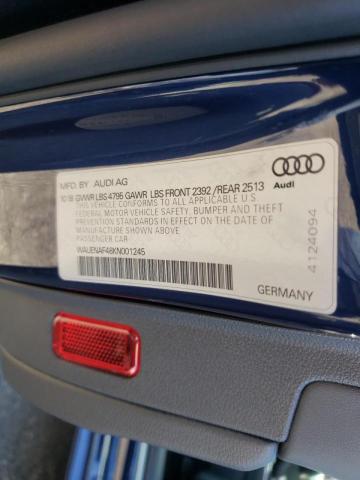 MFD. BY AUDI AG
10.18 GVWR LBS 4795 GAWR LBS FRONT 2392 / REAR 2513
THIS VEHICLE CONFORMS TO ALL APPLICABLE U.S.
FEDERAL MOTOR VEHICLE SAFETY, BUMPER AND THEFT
PREVENTION STANDARDS IN EFFECT ON THE DATE OF
MANUFACTURE SHOWN ABOVE.
PASSENGER CAR
WAUENAF48KN001245
Audi
4124094
GERMANY